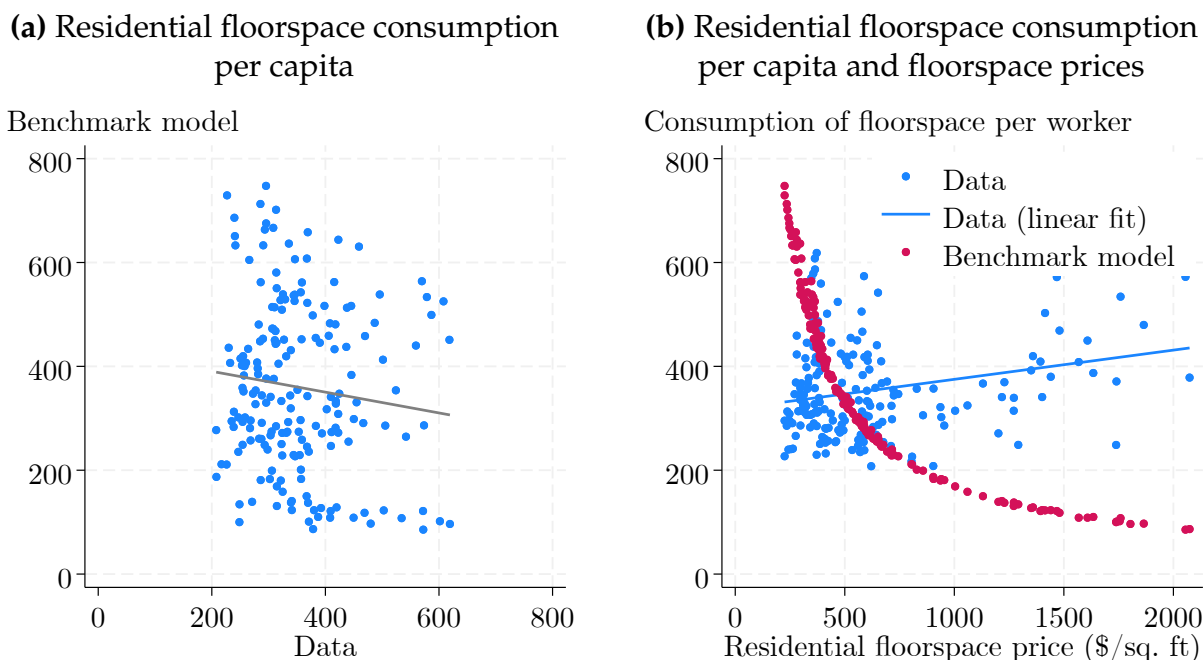 (a) Residential floorspace consumption
per capita
Benchmark model
800
600
400
200
0
0 200 400 600 800
Data
(b) Residential floorspace consumption
per capita and floorspace prices
Consumption of floorspace per worker
800
600
400
200
0
Data
Data (linear fit)
Benchmark model
0 500 1000 1500 2000
Residential floorspace price ($/sq. ft)